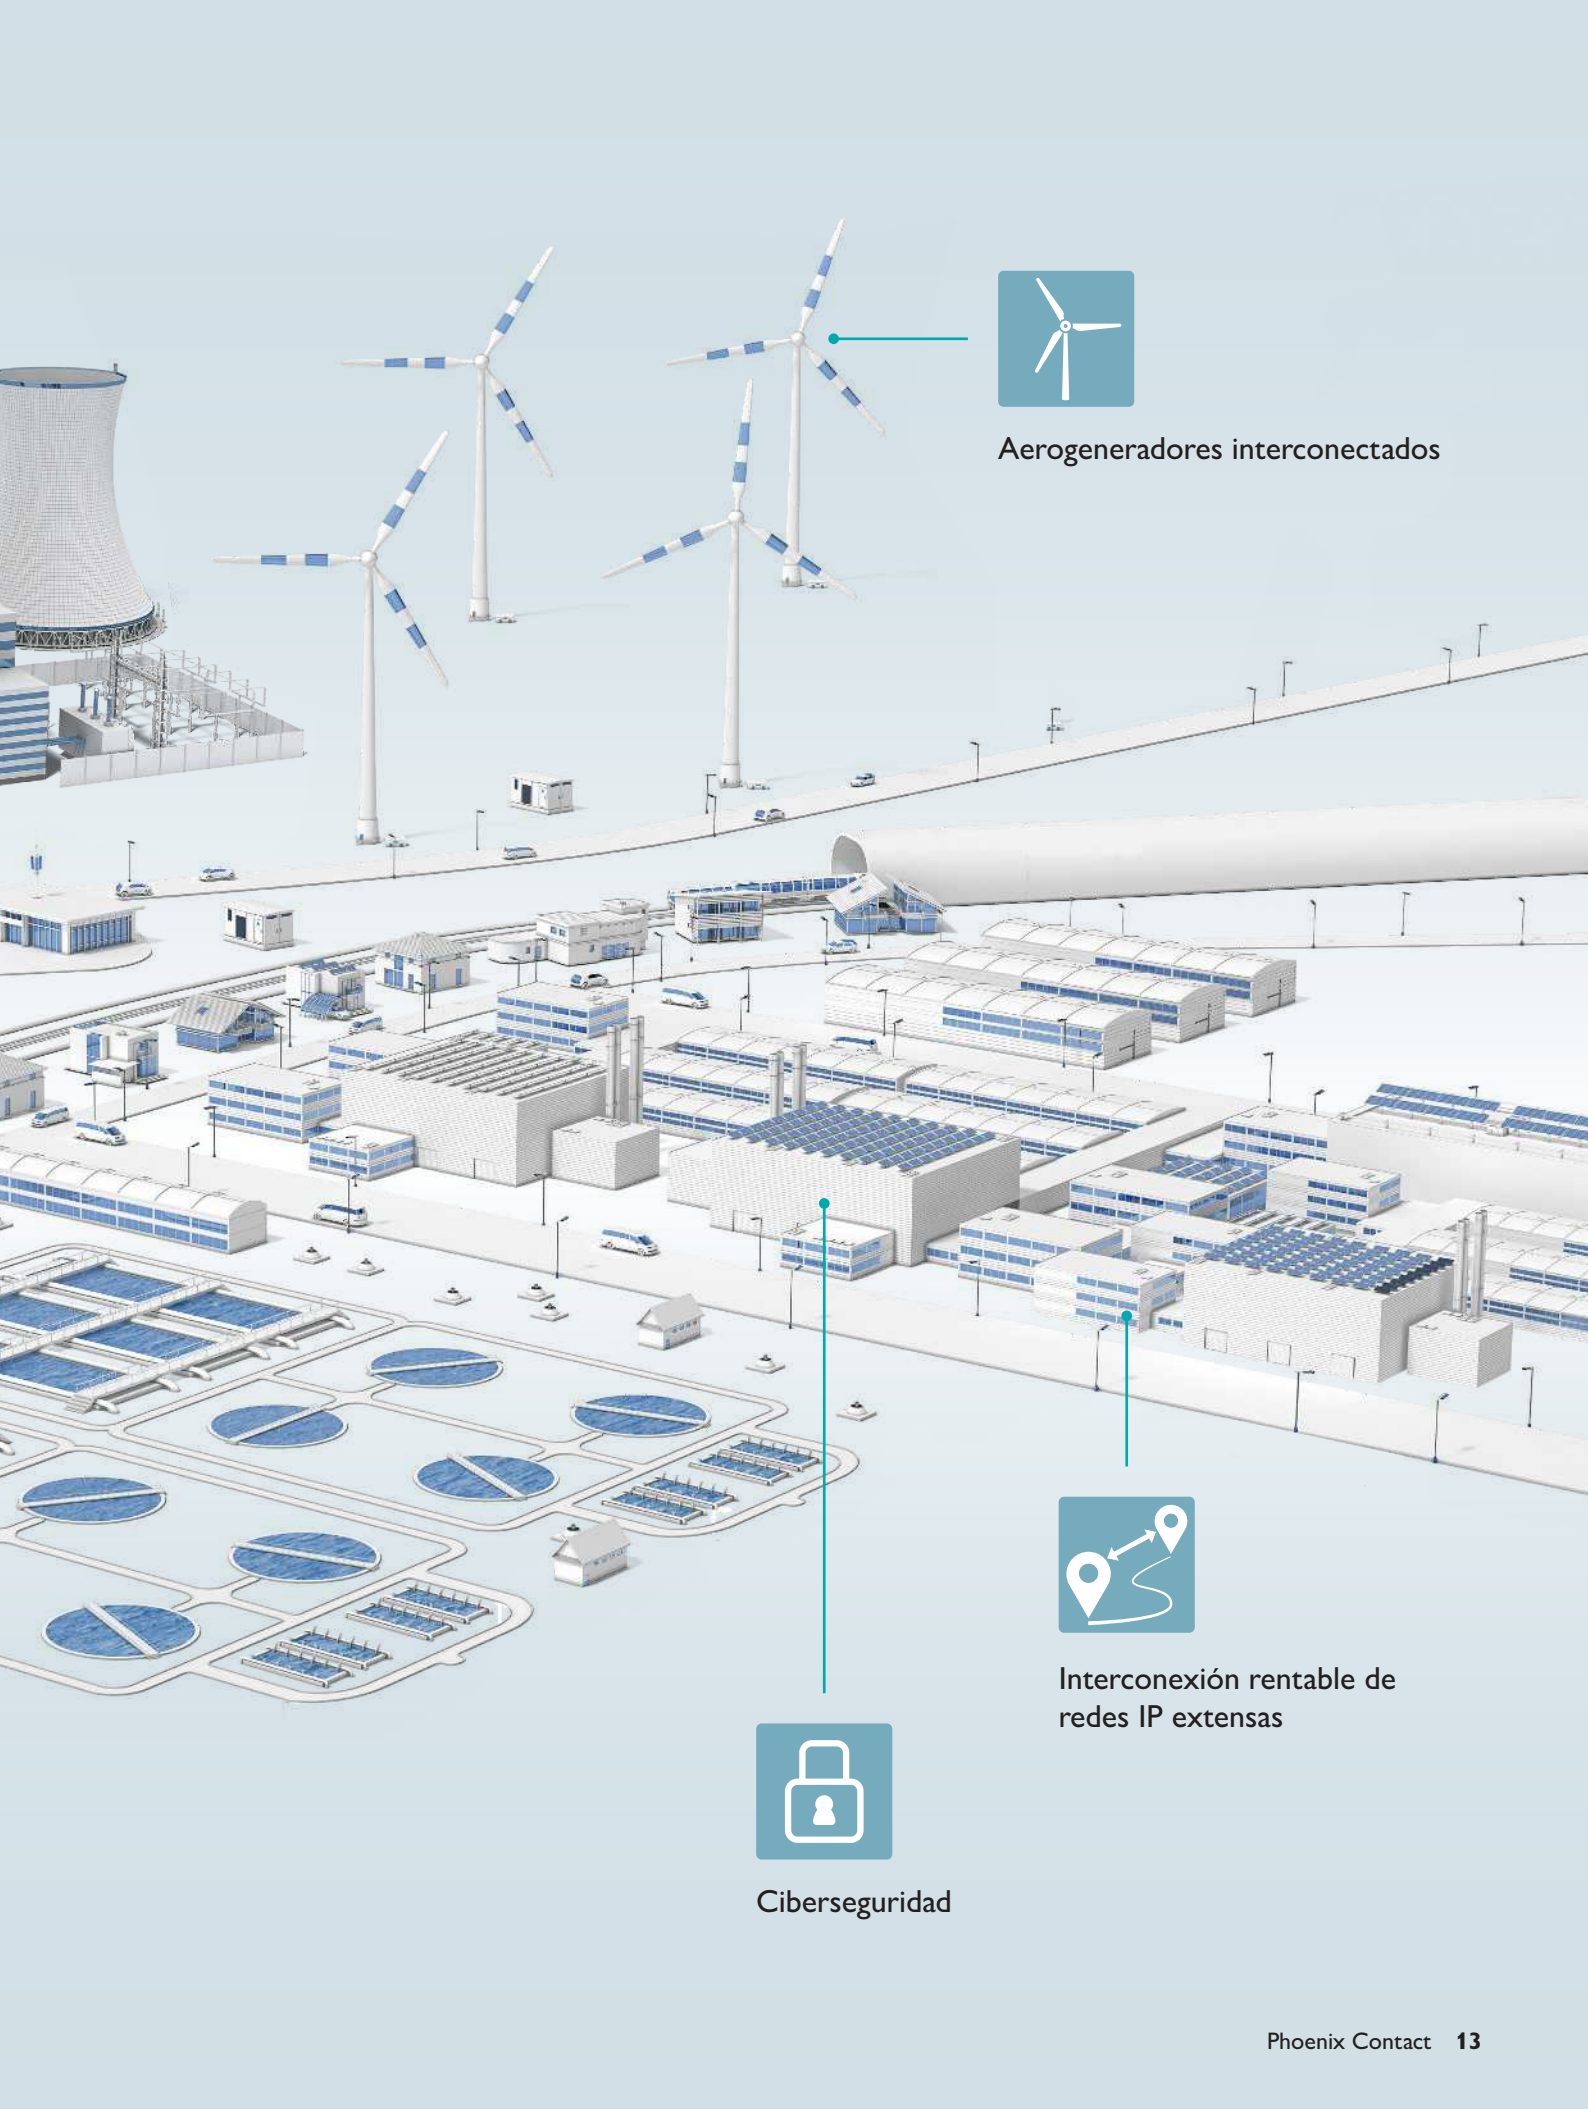 Aerogeneradores interconectados
Interconexión rentable de
redes IP extensas
Ciberseguridad
Phoenix Contact 13